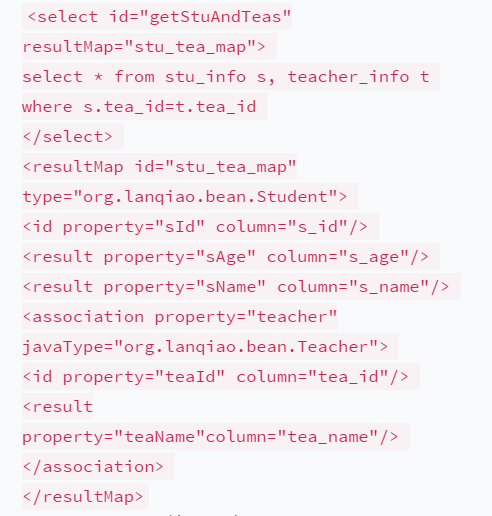 <select id="getStuAndTeas"
resultMap="stu_tea_map">
select * from stu_info s, teacher_info t
where s.tea_id=t.tea_id
</select>
<resultMap id="stu_tea_map"
type="org.lanqiao.bean.Student">
<id property="sId" column="s_id"/>
<result property="sAge" column="s_age"/>
<result property="sName" column="s_name"/>
<association property="teacher"
javaType="org.lanqiao.bean.Teacher">
<id property="teaId" column="tea_id"/>
<result
property="teaName"column="tea_name"/>
</association>
</resultMap>